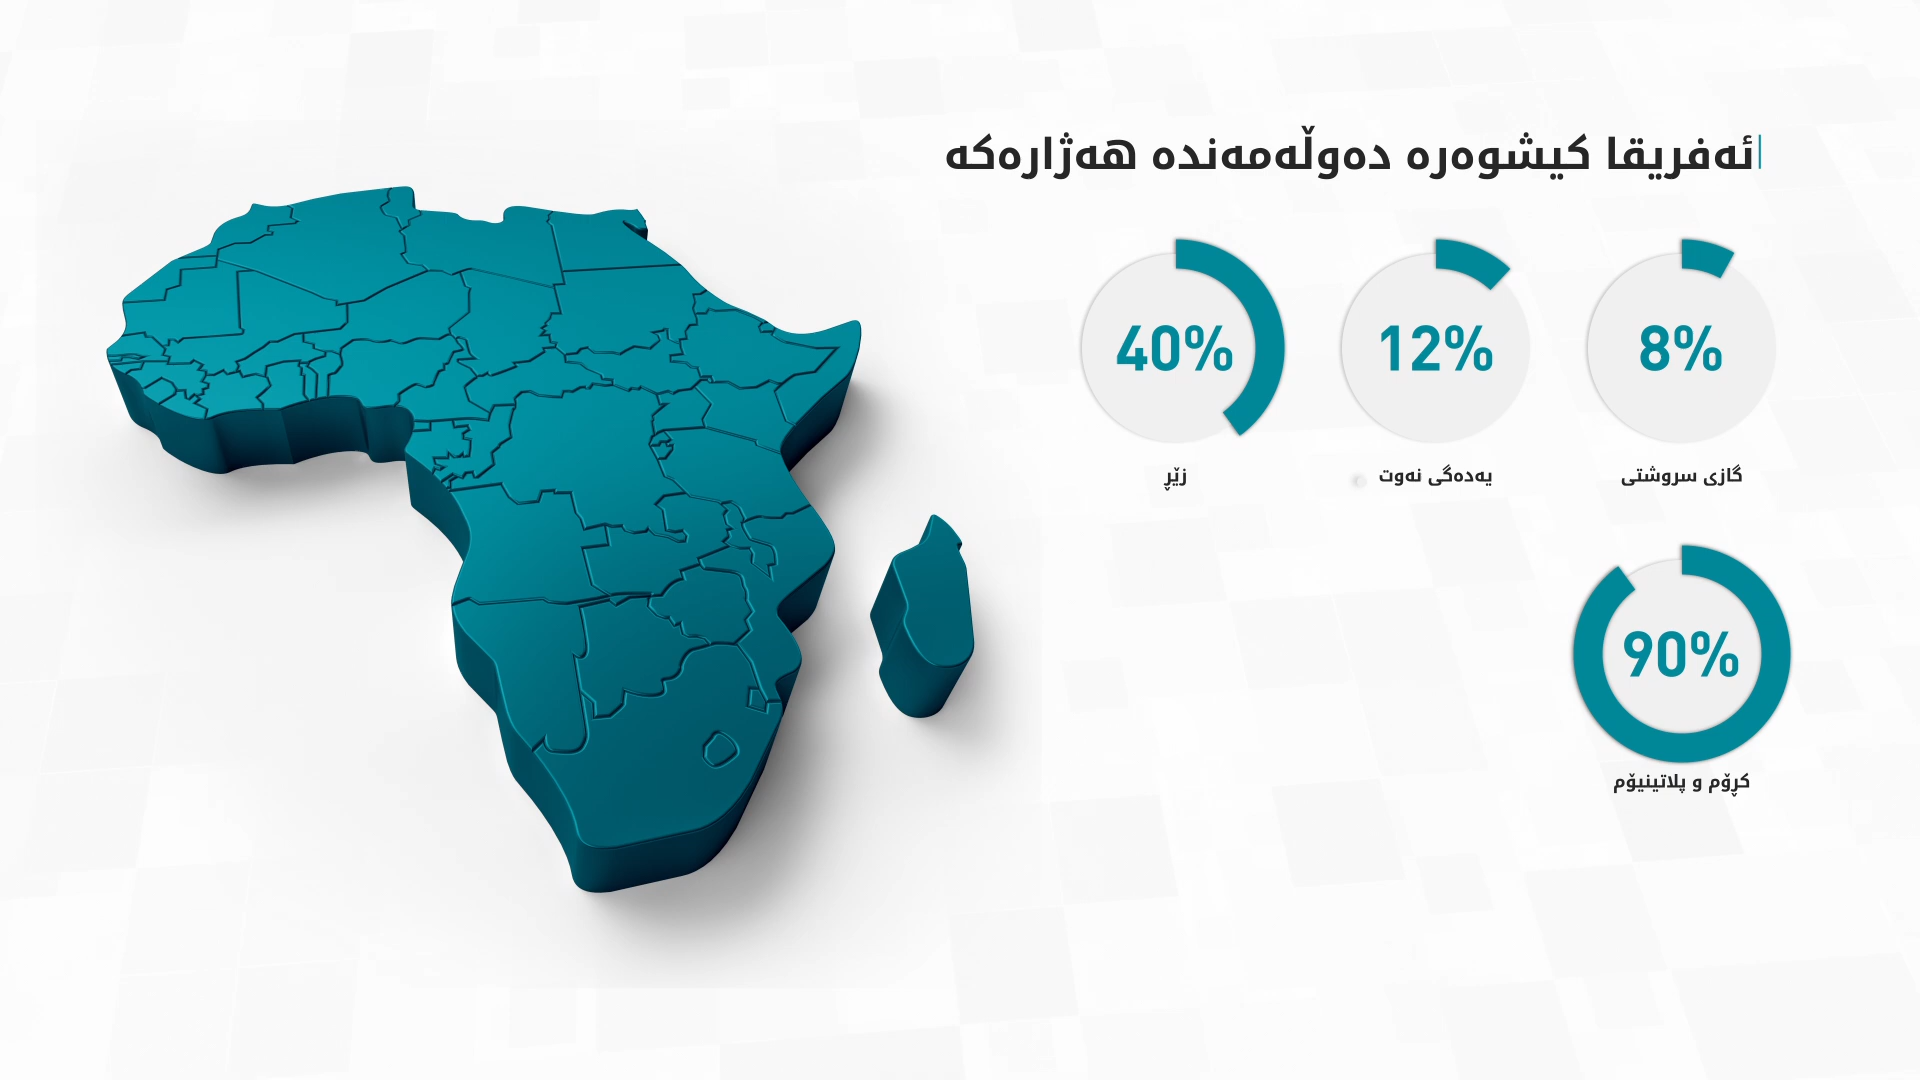 ئەفریقا کیشوەرە دەوڵەمەندە هەژارەکە
8%
12%
40%
گازی سروشتی
یەدەگی نەوت
زێڕ
90%
کرۆم و پلاتینیۆم